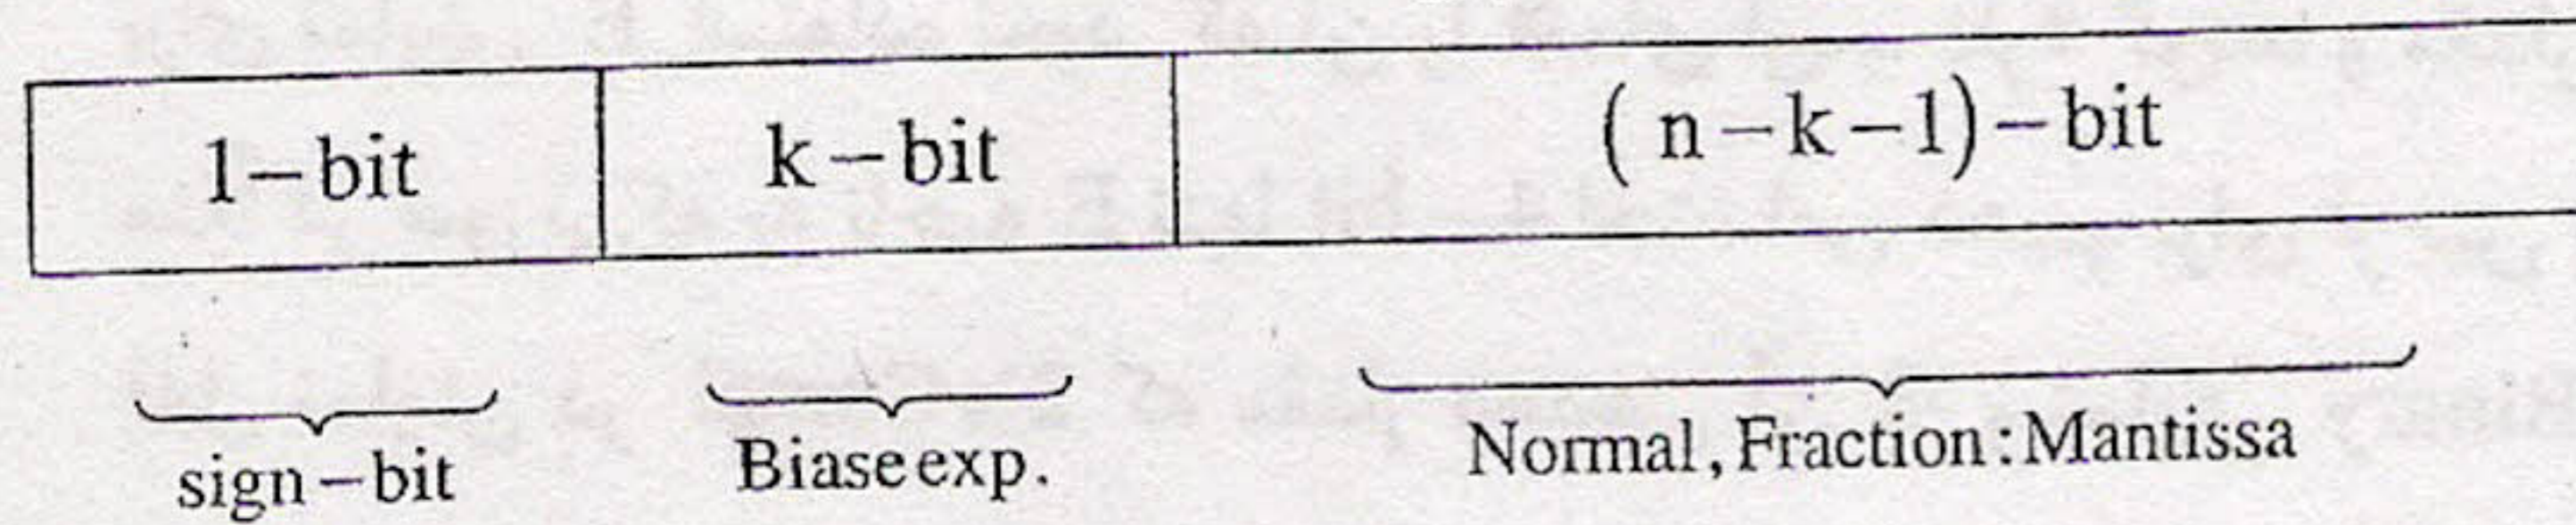 1–bit k–bit (n–k–1)–bit
sign–bit Biase exp. Normal, Fraction : Mantissa